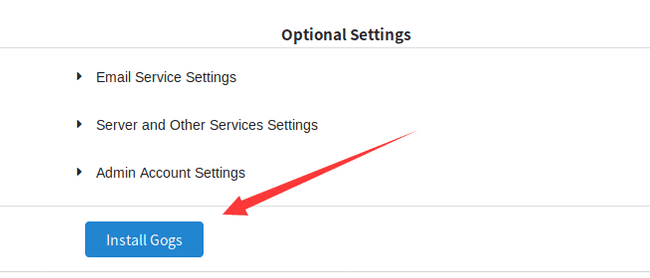 Optional Settings
Email Service Settings
Server and Other Services Settings
Admin Account Settings
Install Gogs